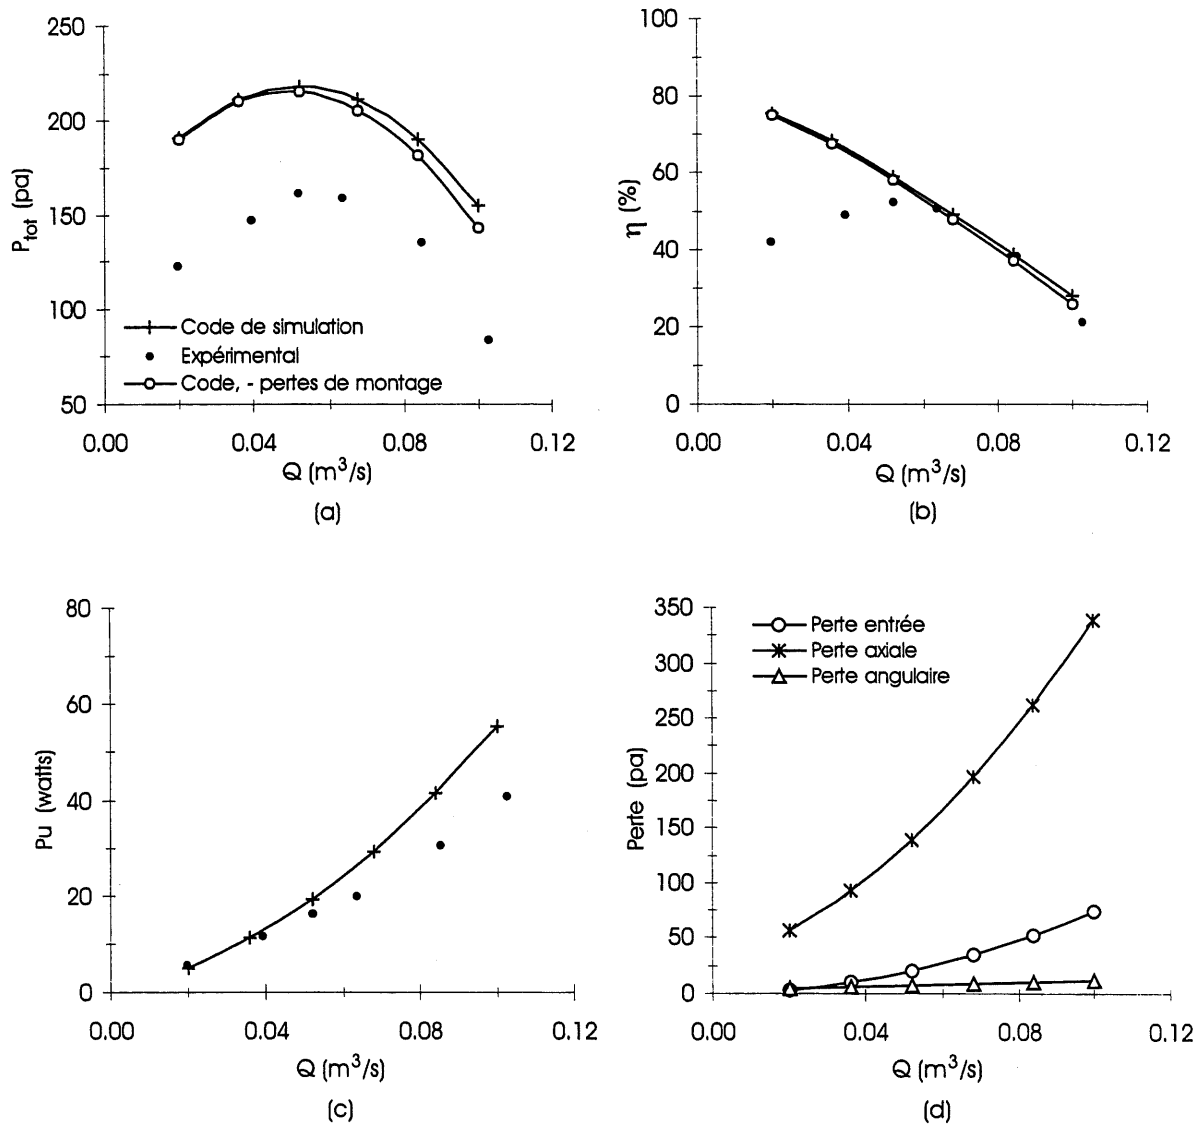 250
200
150
100
50
P_tot (pa)
Code de simulation
Expérimental
Code, - pertes de montage
0.00 0.04 0.08 0.12
Q (m³/s)
(a)
100
80
60
40
20
0
η (%)
0.00 0.04 0.08 0.12
Q (m³/s)
(b)
80
60
40
20
0
Pu (watts)
0.00 0.04 0.08 0.12
Q (m³/s)
(c)
350
300
250
200
150
100
50
0
Perte (pa)
Perte entrée
Perte axiale
Perte angulaire
0.00 0.04 0.08 0.12
Q (m³/s)
(d)